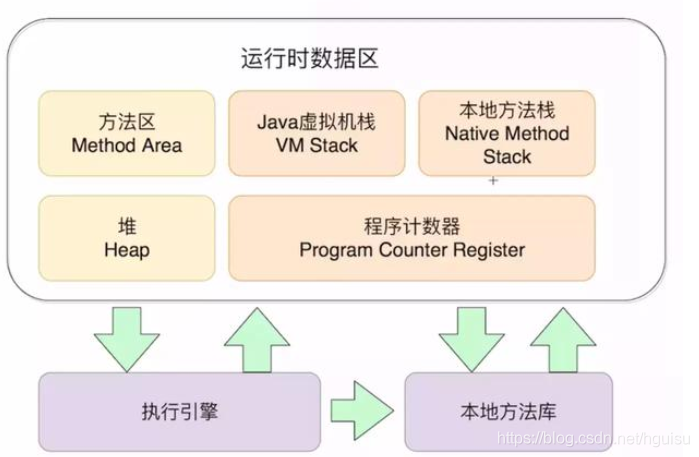 运行时数据区
方法区
Method Area
Java虚拟机栈
VM Stack
本地方法栈
Native Method
Stack
堆
Heap
程序计数器
Program Counter Register
执行引擎
本地方法库
https://blog.csdn.net/hguisu